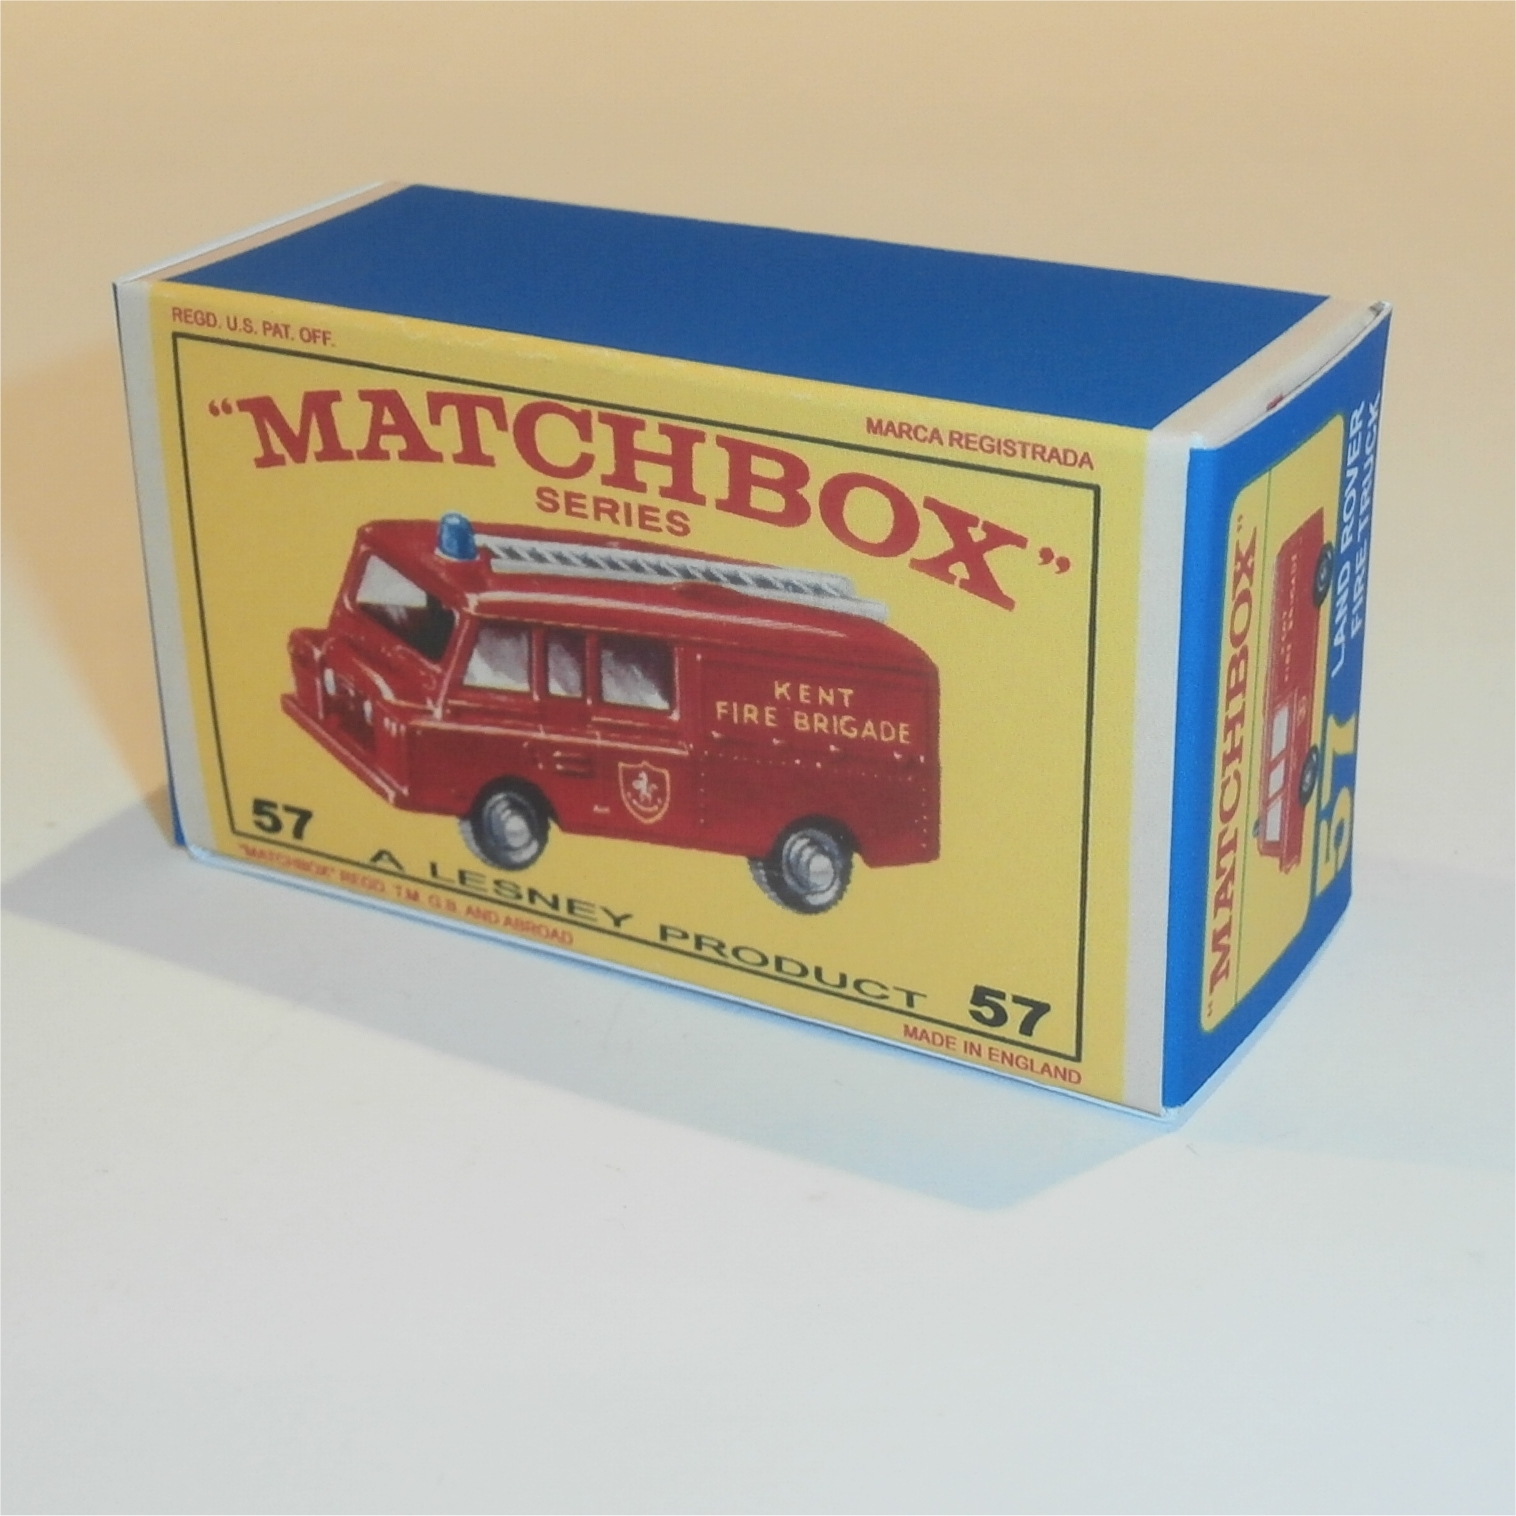 REGD. U.S. PAT. OFF.
MARCA REGISTRADA
"MATCHBOX"
SERIES
KENT
FIRE BRIGADE
57
A LESNEY PRODUCT
57
"MATCHBOX" REGD. T.M. G.B. AND ABROAD
MADE IN ENGLAND
"MATCHBOX"
57
LAND ROVER
FIRE TRUCK